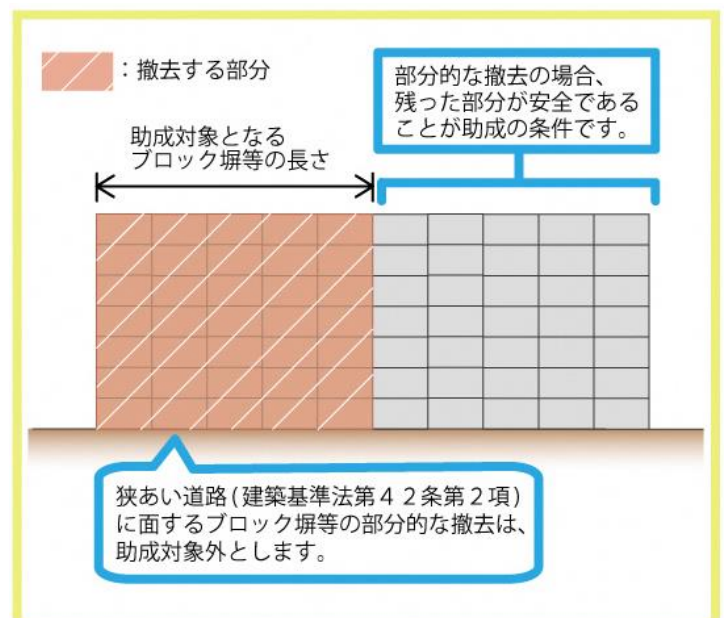 ：撤去する部分
部分的な撤去の場合、
残った部分が安全である
ことが助成の条件です。
助成対象となる
ブロック塀等の長さ
狭あい道路(建築基準法第４２条第２項)
に面するブロック塀等の部分的な撤去は、
助成対象外とします。